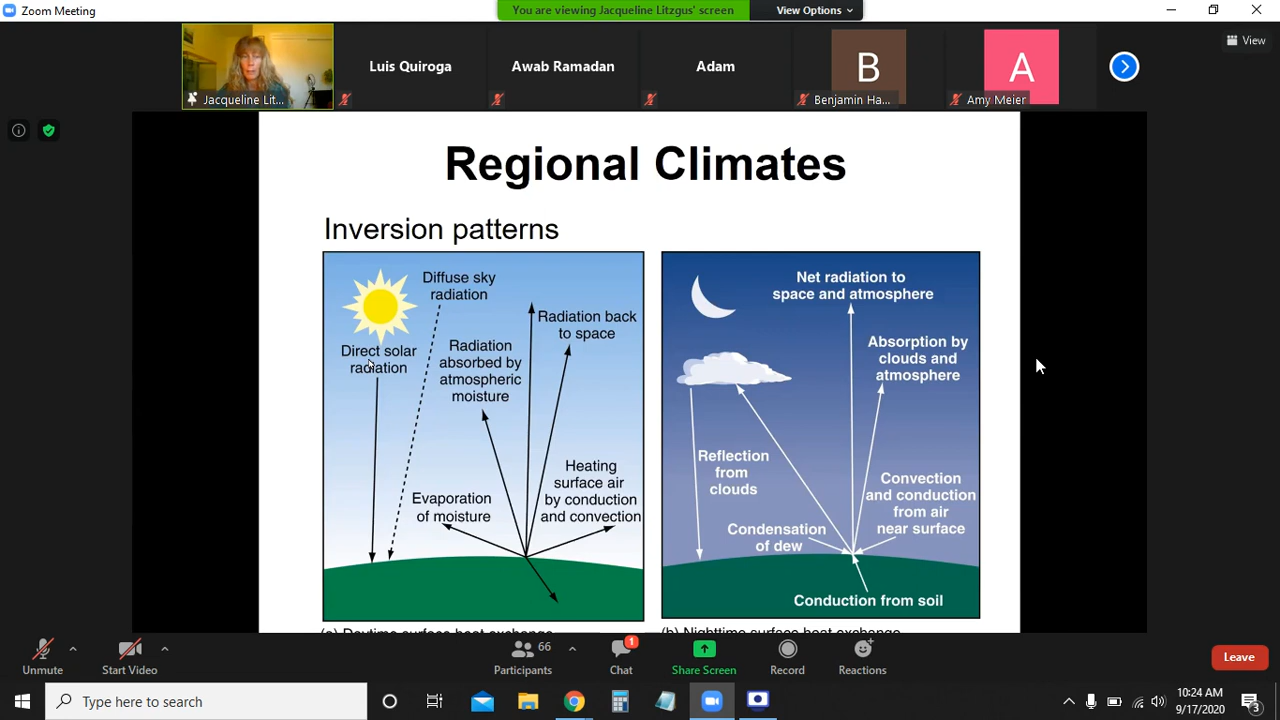 Zoom Meeting
You are viewing Jacqueline Litzgus' screen
View Options
View
Jacqueline Lit...
Luis Quiroga
Awab Ramadan
Adam
B
Benjamin Ha...
A
Amy Meier
Regional Climates
Inversion patterns
Diffuse sky
radiation
Direct solar
radiation
Radiation
absorbed by
atmospheric
moisture
Radiation back
to space
Evaporation
of moisture
Heating
surface air
by conduction
and convection
(a) Daytime surface heat exchange
Net radiation to
space and atmosphere
Absorption by
clouds and
atmosphere
Reflection
from
clouds
Convection
and conduction
from air
near surface
Condensation
of dew
Conduction from soil
(b) Nighttime surface heat exchange
Unmute
Start Video
66
Participants
1
Chat
Share Screen
Record
Reactions
Leave
Type here to search
10:24 AM
9/17/2020
3